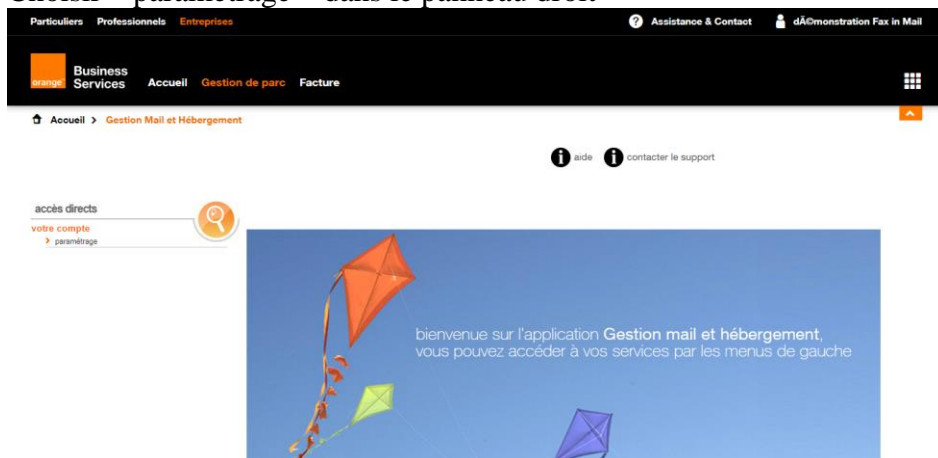 Choisir « paramétrage » dans le panneau droit
Particuliers Professionnels Entreprises
? Assistance & Contact
dÃ©monstration Fax in Mail
orange™
Business
Services
Accueil Gestion de parc Facture
Accueil > Gestion Mail et Hébergement
i aide i contacter le support
accès directs
votre compte
> paramétrage
bienvenue sur l'application Gestion mail et hébergement,
vous pouvez accéder à vos services par les menus de gauche